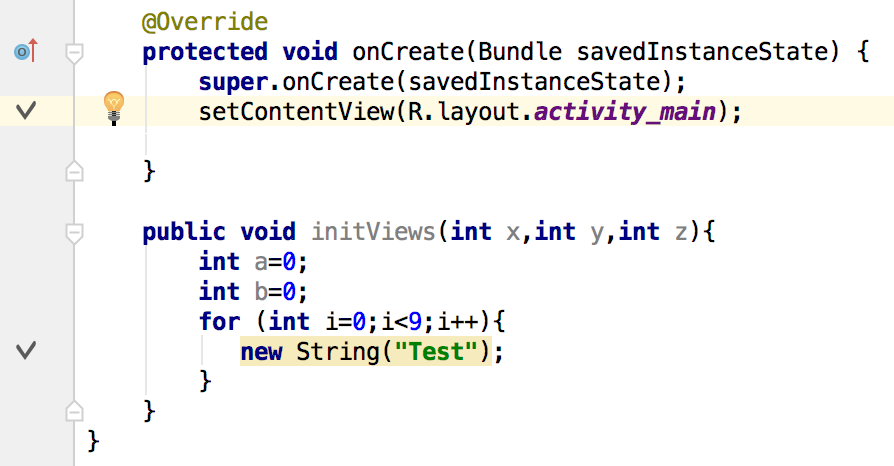 @Override
protected void onCreate(Bundle savedInstanceState) {
super.onCreate(savedInstanceState);
setContentView(R.layout.activity_main);
}
public void initViews(int x,int y,int z){
int a=0;
int b=0;
for (int i=0;i<9;i++){
new String("Test");
}
}
}